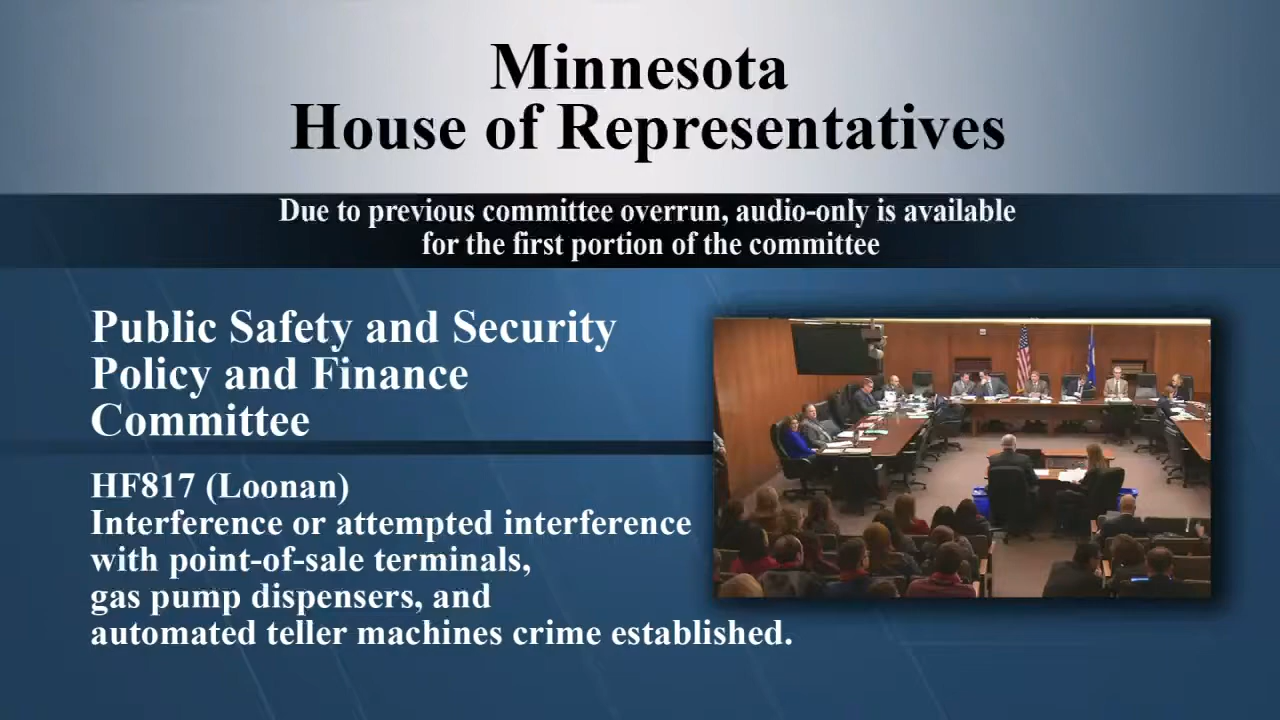 Minnesota
House of Representatives
Due to previous committee overrun, audio-only is available
for the first portion of the committee
Public Safety and Security
Policy and Finance
Committee
HF817 (Loonan)
Interference or attempted interference
with point-of-sale terminals,
gas pump dispensers, and
automated teller machines crime established.